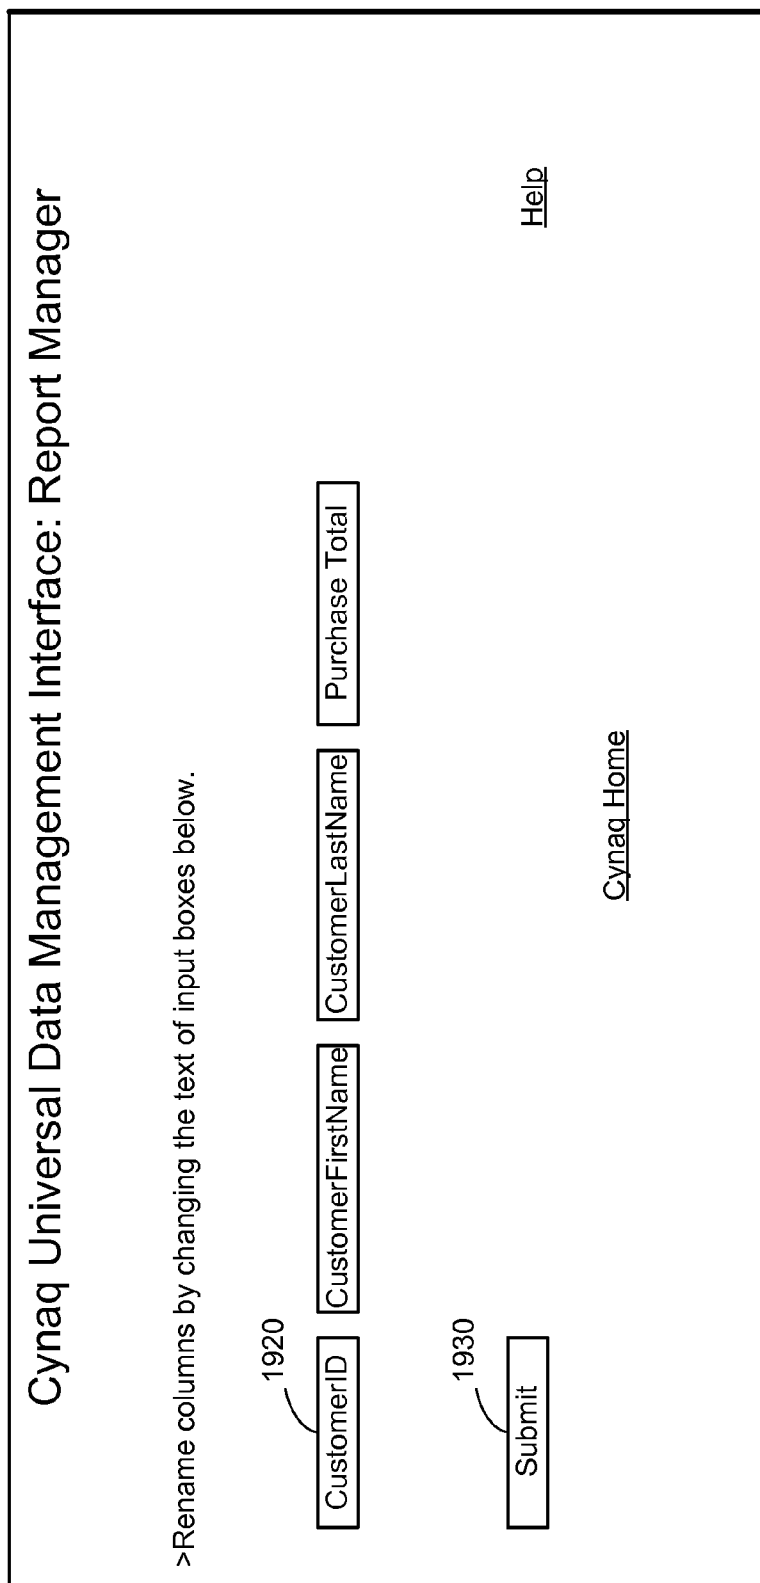 Cynaq Universal Data Management Interface: Report Manager
>Rename columns by changing the text of input boxes below.
1920
CustomerID CustomerFirstName CustomerLastName Purchase Total
1930
Submit Help
Cynaq Home